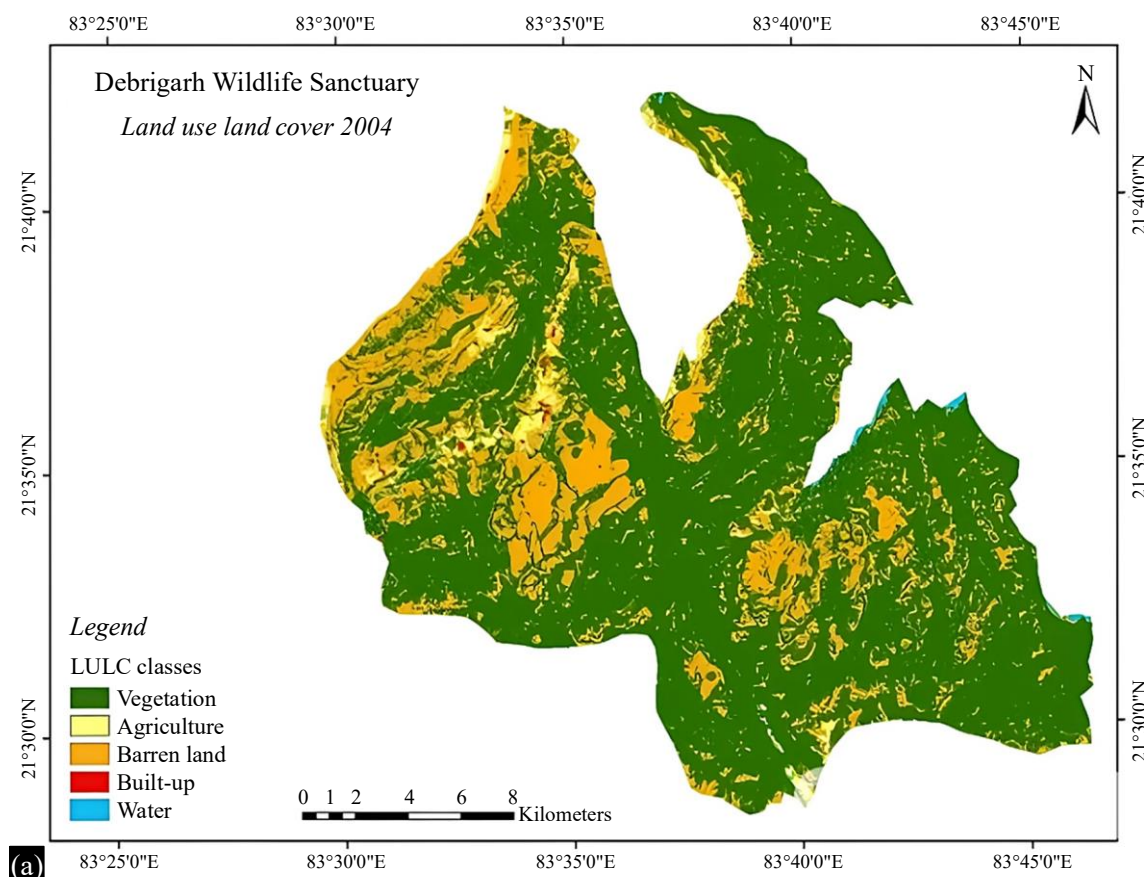 83°25'0"E 83°30'0"E 83°35'0"E 83°40'0"E 83°45'0"E
Debrigarh Wildlife Sanctuary
Land use land cover 2004
N
21°40'0"N 21°40'0"N
21°35'0"N 21°35'0"N
21°30'0"N 21°30'0"N
Legend
LULC classes
Vegetation
Agriculture
Barren land
Built-up
Water
0 1 2 4 6 8
Kilometers
(a)
83°25'0"E 83°30'0"E 83°35'0"E 83°40'0"E 83°45'0"E